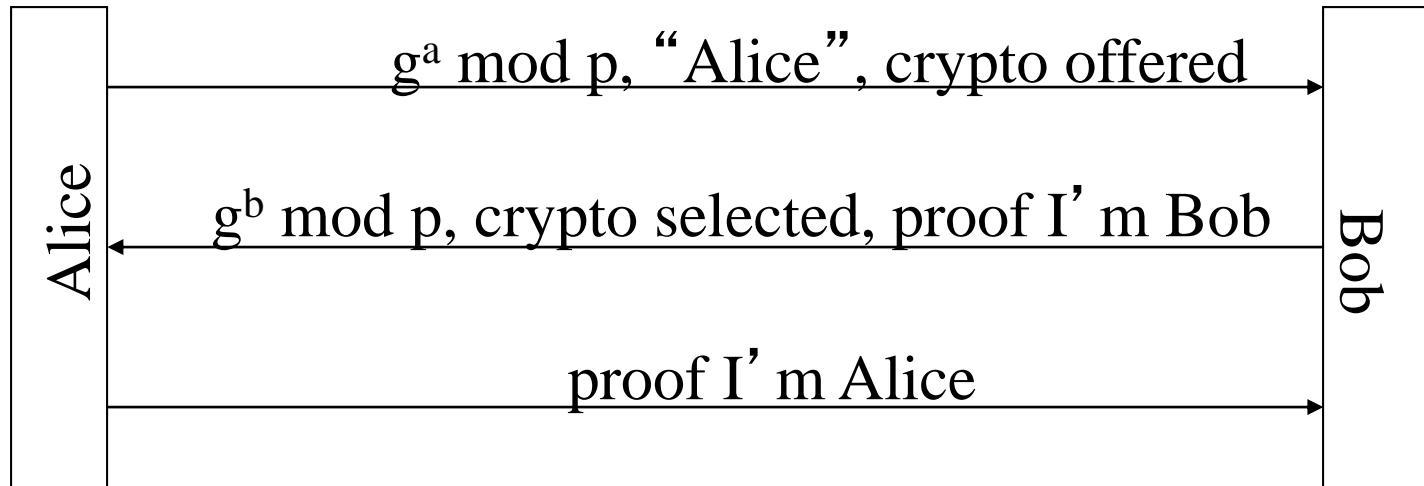 gᵃ mod p, “Alice”, crypto offered
Alice
gᵇ mod p, crypto selected, proof I’ m Bob
Bob
proof I’ m Alice